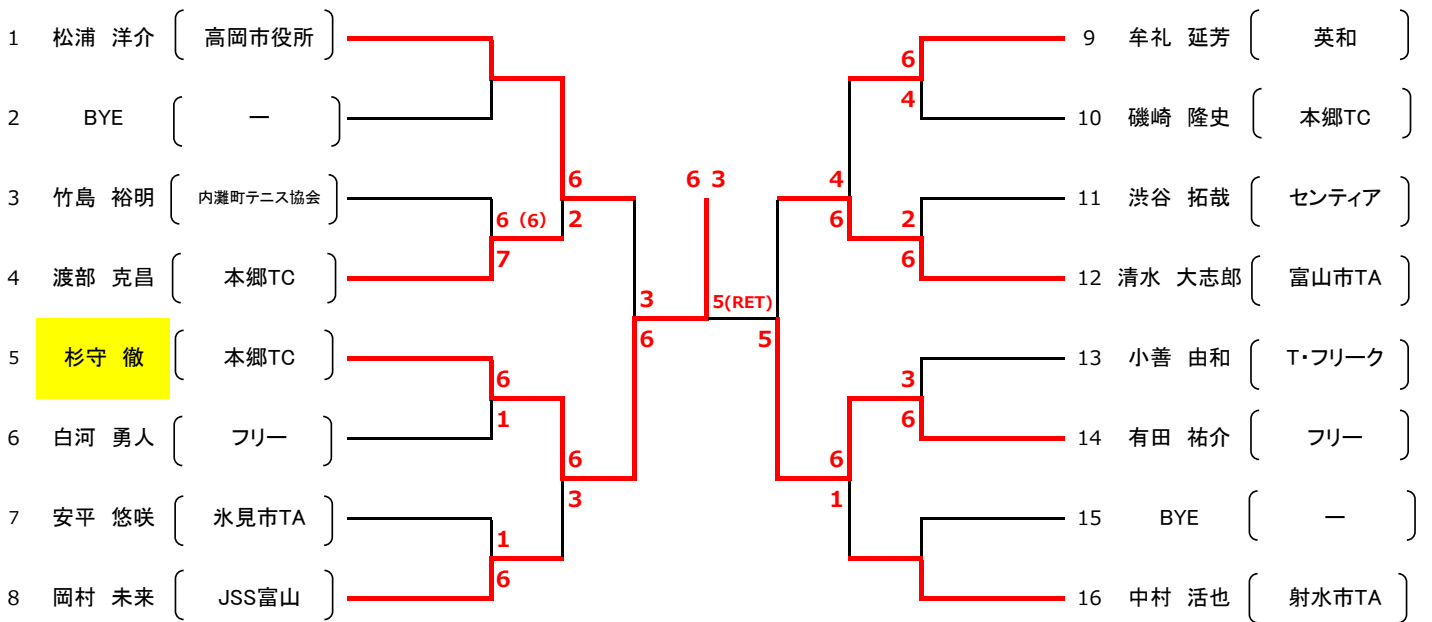 1 松浦 洋介 高岡市役所
2 BYE ー
3 竹島 裕明 内灘町テニス協会
4 渡部 克昌 本郷TC
5 杉守 徹 本郷TC
6 白河 勇人 フリー
7 安平 悠咲 氷見市TA
8 岡村 未来 JSS富山
6 (6)
7
6
1
1
6
6
2
6
3
3
6
6 3
5(RET)
5
4
6
6
1
6
4
2
6
3
6
9 牟礼 延芳 英和
10 磯崎 隆史 本郷TC
11 渋谷 拓哉 センティア
12 清水 大志郎 富山市TA
13 小善 由和 T・フリーク
14 有田 祐介 フリー
15 BYE ー
16 中村 活也 射水市TA